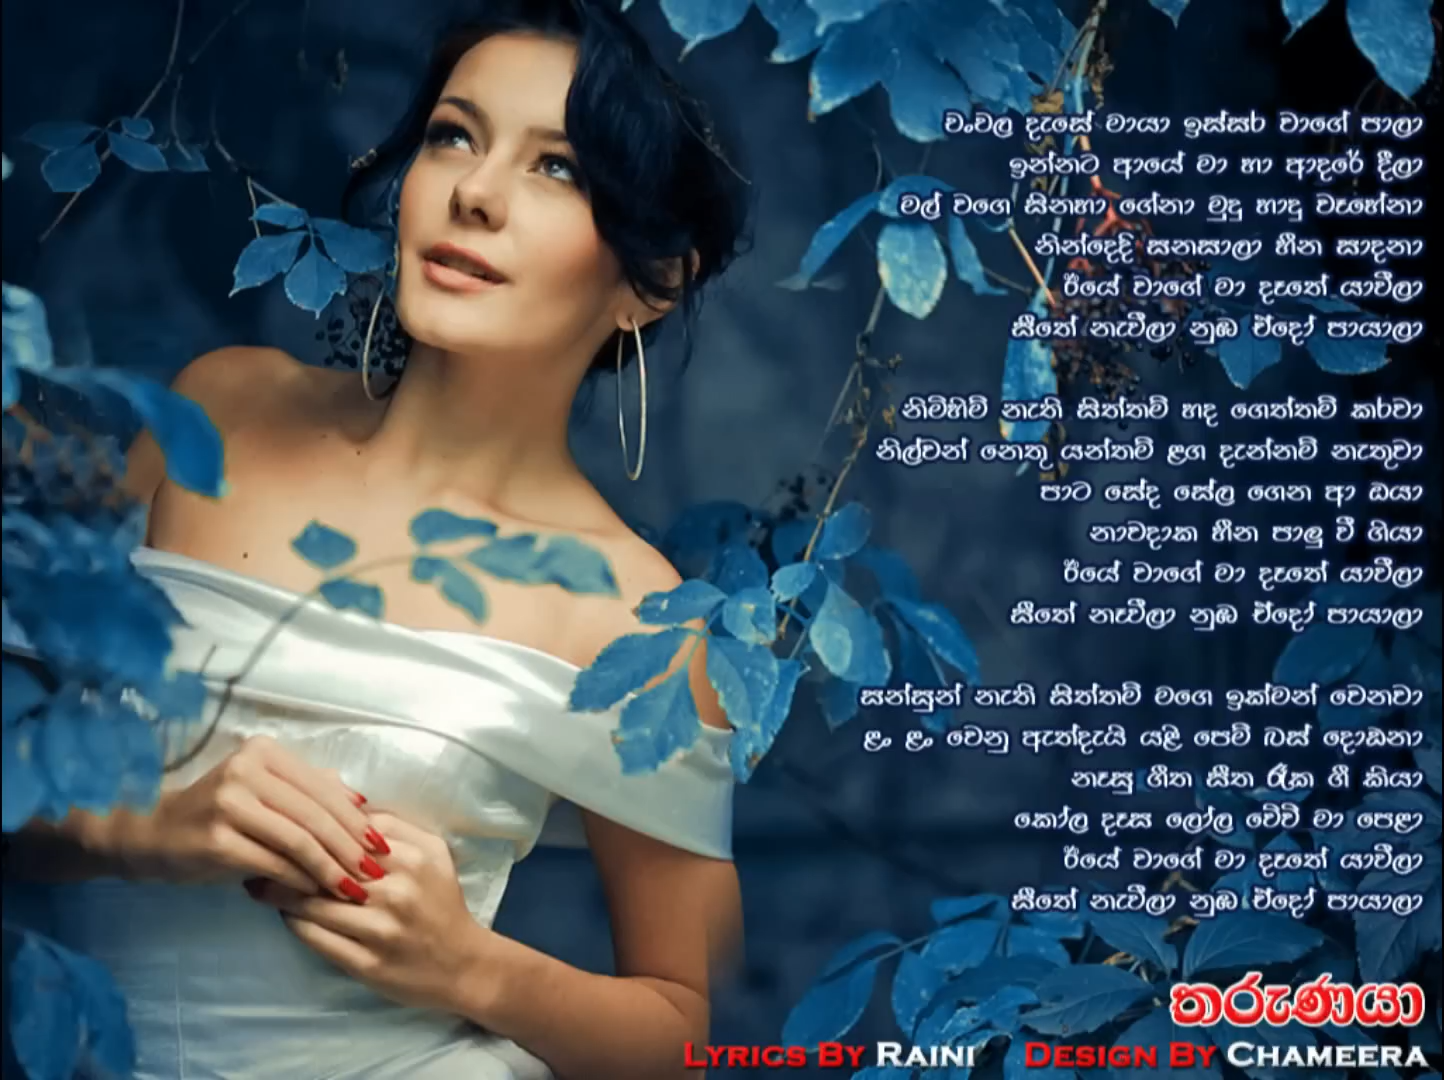 චංචල දෑසේ මායා ඉස්සර වාගේ පාලා
ඉන්නට ආයේ මා හා ආදරේ දීලා
මල් වගෙ සිනහා ගේනා මුදු හාදු වෑහේනා
නින්දෙදි සනසාලා හීන සාදනා
ඊයේ වාගේ මා දෑතේ යාවීලා
සීතේ නැවීලා නුඹ ඒදෝ පායාලා
නිමිහිම් නැති සිත්තම් හද ගෙත්තම් කරවා
නිල්වන් නෙතු යන්තම් ළඟ දැන්නම් නැතුවා
පාට සේද සේල ගෙන ආ ඔයා
නාවදාක හීන පාලු වී ගියා
ඊයේ වාගේ මා දෑතේ යාවීලා
සීතේ නැවීලා නුඹ ඒදෝ පායාලා
සන්සුන් නැති සිත්තම් මගෙ ඉක්මන් වෙනවා
ළං ළං වෙනු ඇත්දැයි යළි පෙම් බස් දොඩනා
නෑසු ගීත සීත රෑක ගී කියා
කෝල දෑස ලෝල වේවි මා පෙළා
ඊයේ වාගේ මා දෑතේ යාවීලා
සීතේ නැවීලා නුඹ ඒදෝ පායාලා
තරුණයා
LYRICS BY RAINI DESIGN BY CHAMEERA